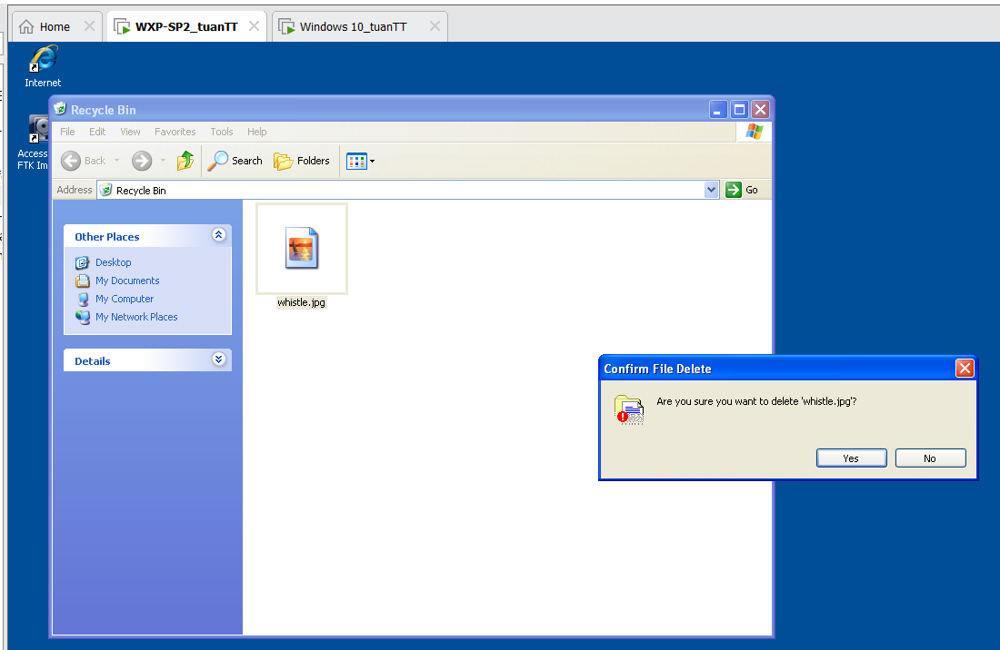 Home
WXP-SP2_tuanTT
Windows 10_tuanTT
Internet
Access
FTK Im
Recycle Bin
File Edit View Favorites Tools Help
Back
Search
Folders
Address
Recycle Bin
Go
Other Places
Desktop
My Documents
My Computer
My Network Places
Details
whistle.jpg
Confirm File Delete
Are you sure you want to delete 'whistle.jpg'?
Yes
No